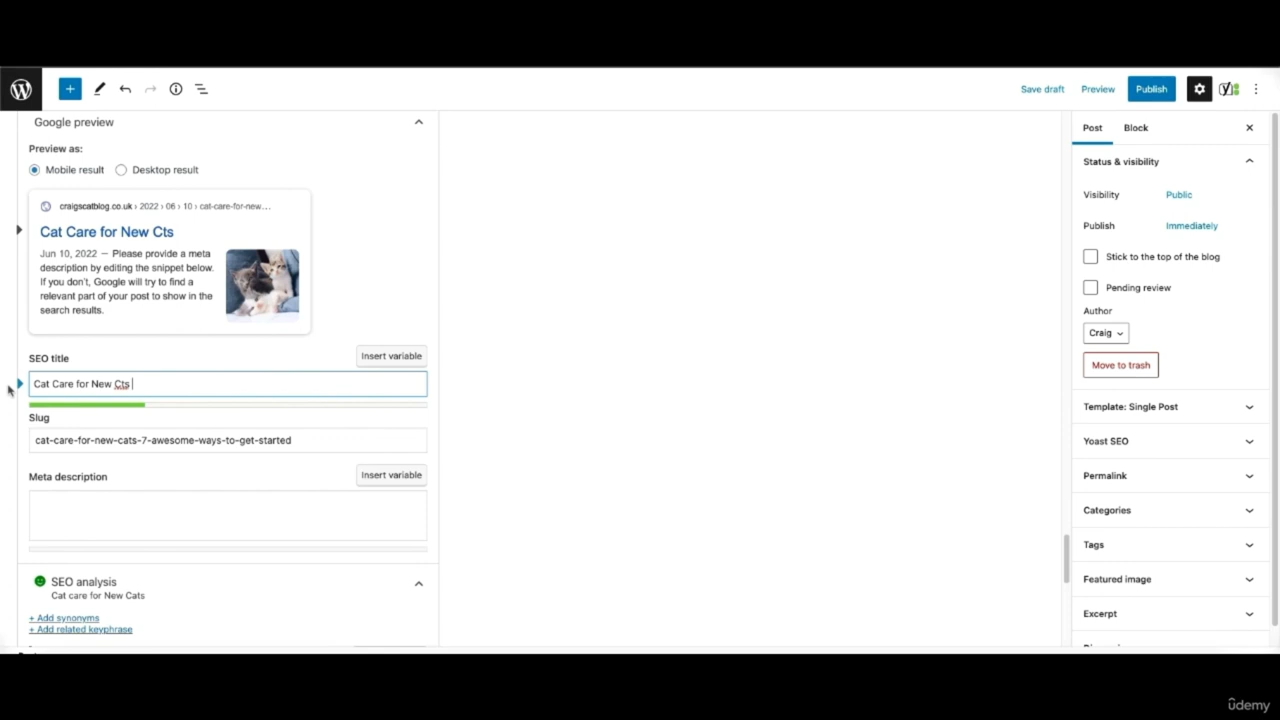 Save draft
Preview
Publish
Google preview
Preview as:
Mobile result
Desktop result
craigscatblog.co.uk › 2022 › 06 › 10 › cat-care-for-new...
Cat Care for New Cts
Jun 10, 2022 — Please provide a meta
description by editing the snippet below.
If you don't, Google will try to find a
relevant part of your post to show in the
search results.
SEO title
Insert variable
Cat Care for New Cts
Slug
cat-care-for-new-cats-7-awesome-ways-to-get-started
Meta description
Insert variable
SEO analysis
Cat care for New Cats
+ Add synonyms
+ Add related keyphrase
Post
Block
Status & visibility
Visibility
Public
Publish
Immediately
Stick to the top of the blog
Pending review
Author
Craig
Move to trash
Template: Single Post
Yoast SEO
Permalink
Categories
Tags
Featured image
Excerpt
ûdemy